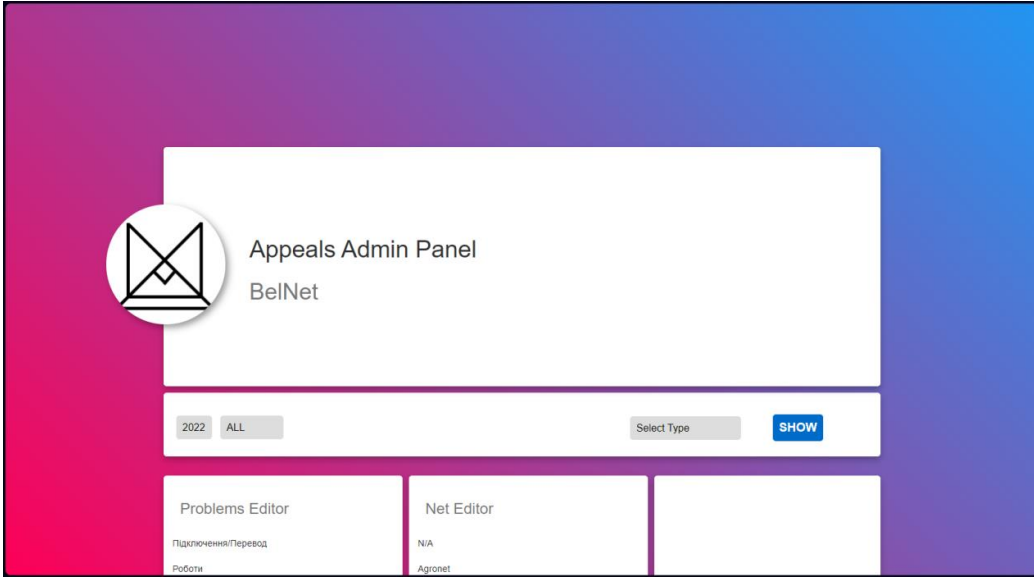 Appeals Admin Panel
BelNet
2022 ALL Select Type SHOW
Problems Editor
Підключення/Перевод
Роботи
Net Editor
N/A
Agronet